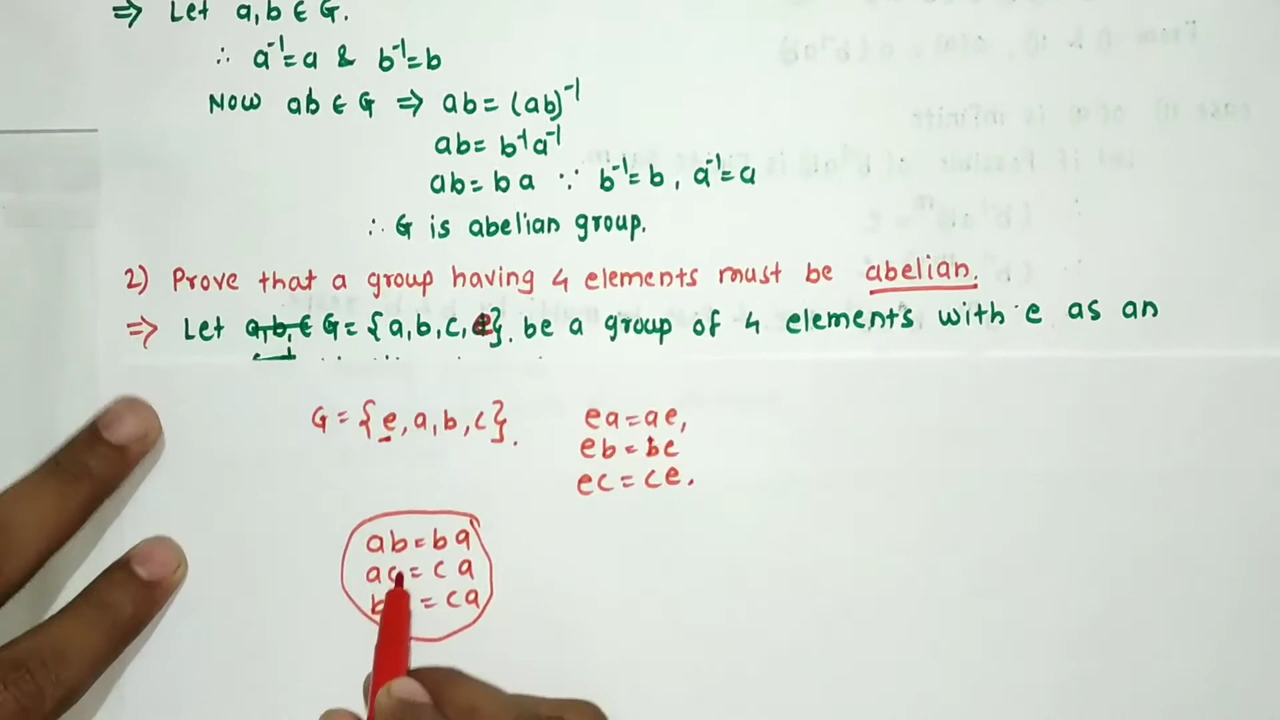 ⇒ Let a, b ∈ G.
∴ a⁻¹ = a & b⁻¹ = b
Now ab ∈ G ⇒ ab = (ab)⁻¹
ab = b⁻¹a⁻¹
ab = ba ∵ b⁻¹ = b, a⁻¹ = a
∴ G is abelian group.
2) Prove that a group having 4 elements must be abelian.
⇒ Let a, b, ∈ G = {a, b, c, e}. be a group of 4 elements with e as an
G = {e, a, b, c}.
ea = ae,
eb = be
ec = ce.
ab = ba
ac = ca
b = ca